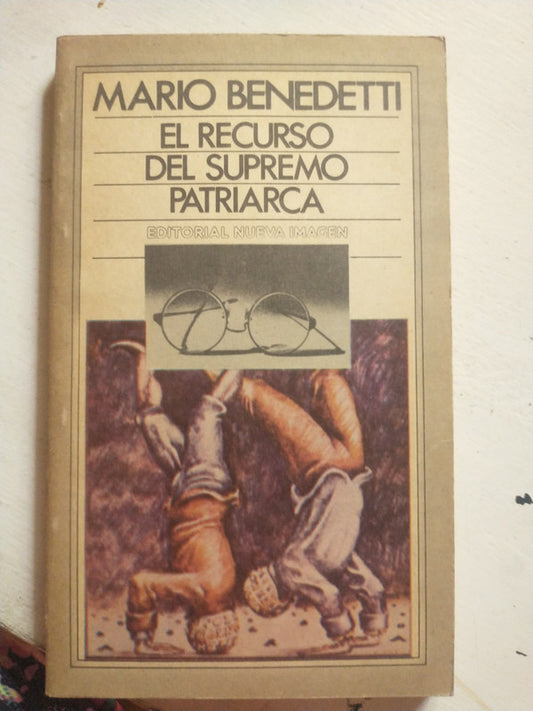 MARIO BENEDETTI
EL RECURSO
DEL SUPREMO
PATRIARCA
EDITORIAL NUEVA IMAGEN